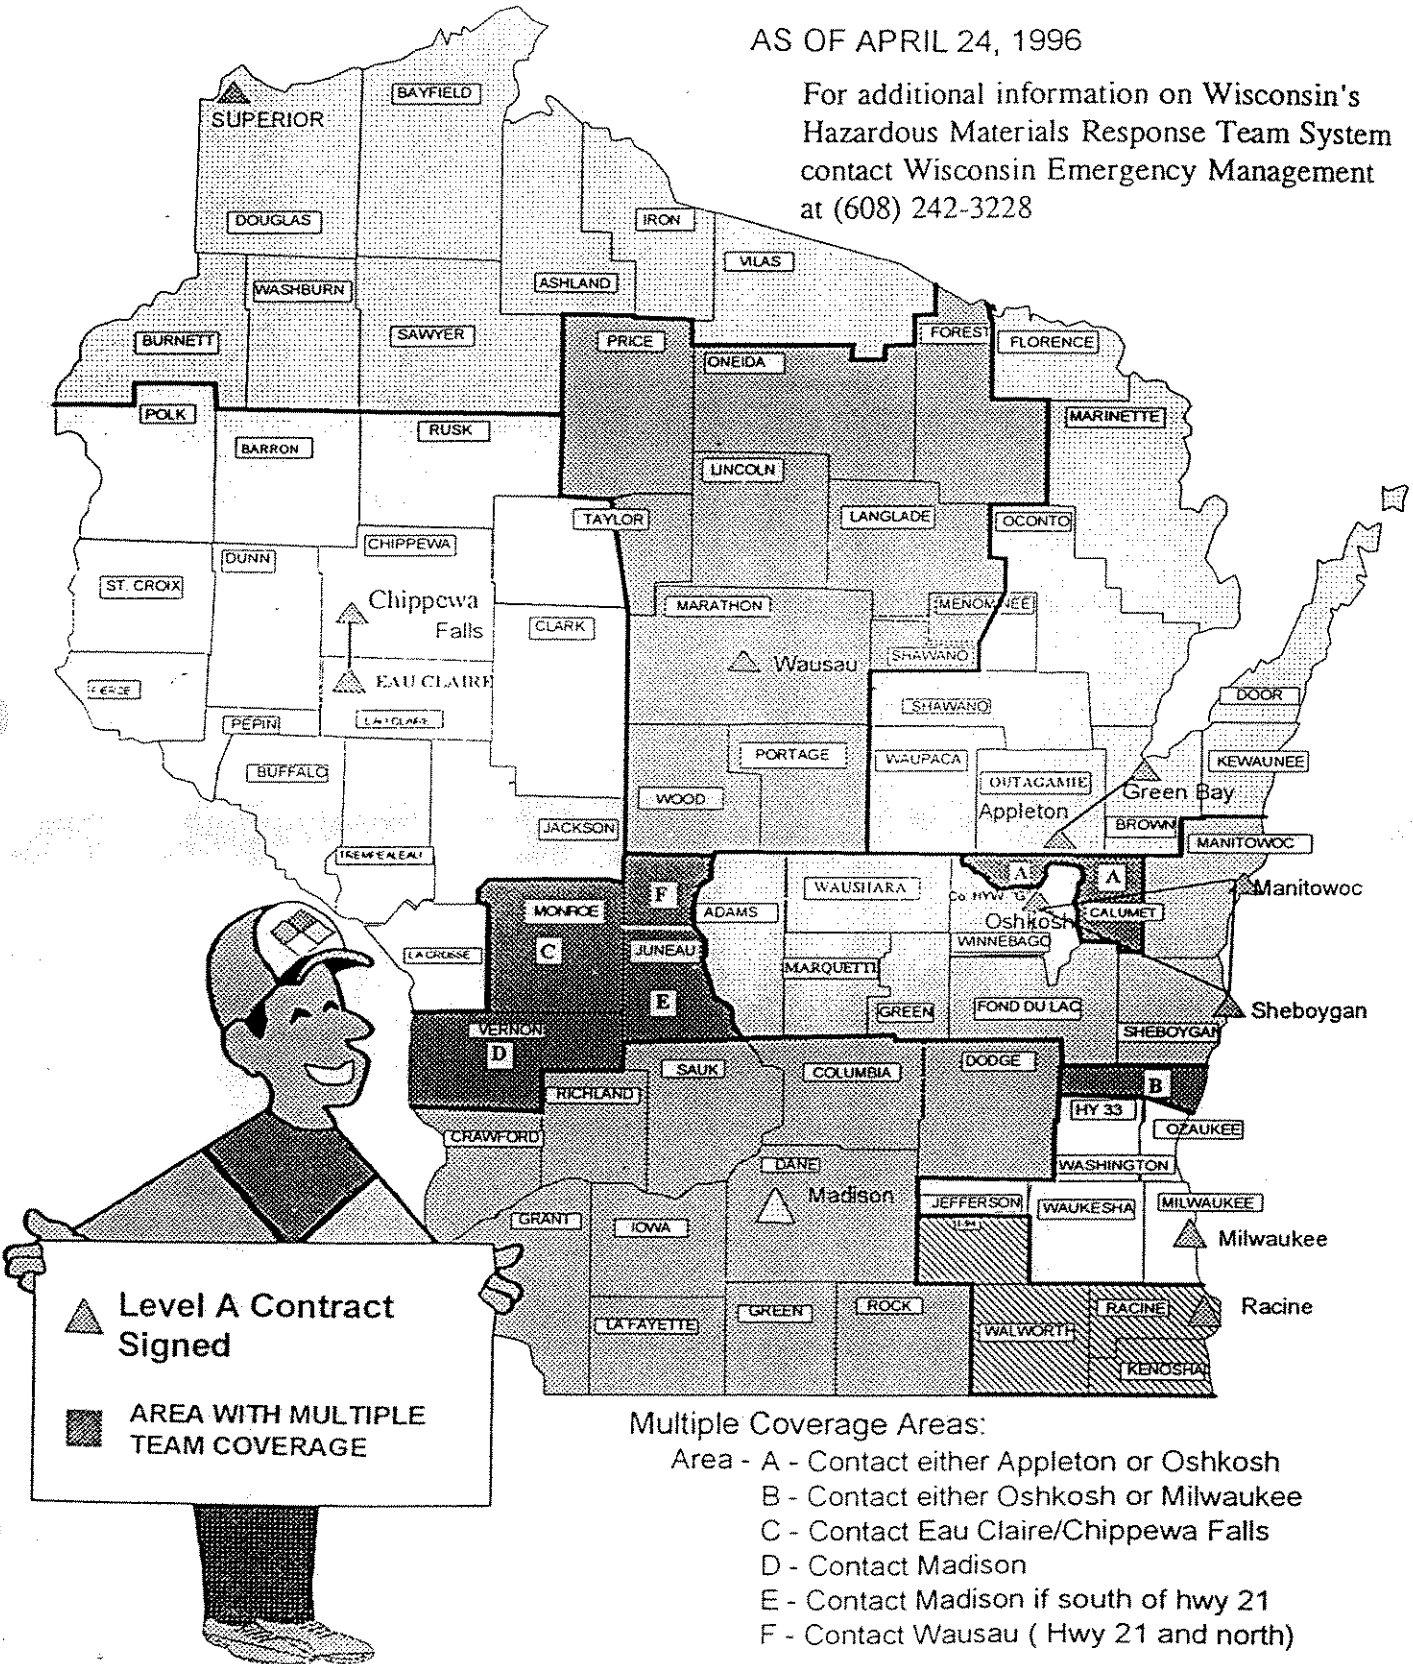 AS OF APRIL 24, 1996
For additional information on Wisconsin's
Hazardous Materials Response Team System
contact Wisconsin Emergency Management
at (608) 242-3228
BAYFIELD
SUPERIOR
DOUGLAS
IRON
VILAS
ASHLAND
WASHBURN
BURNETT
SAWYER
PRICE
ONEIDA
FOREST
FLORENCE
POLK
BARRON
RUSK
MARINETTE
LINCOLN
TAYLOR
LANGLADE
OCONTO
CHIPPEWA
DUNN
ST. CROIX
Chippewa
Falls
MARATHON
MENOMINEE
CLARK
SHAWANO
Wausau
EAU CLAIRE
PIERCE
EAU CLAIRE
PEPIN
SHAWANO
DOOR
BUFFALO
PORTAGE
WAUPACA
KEWAUNEE
OUTAGAMIE
Green Bay
WOOD
Appleton
JACKSON
BROWN
MANITOWOC
TREMPEALEAU
A
A
F
WAUSHARA
Manitowoc
MONROE
ADAMS
Co. HYW G
CALUMET
Oshkosh
C
JUNEAU
WINNEBAGO
LA CROSSE
MARQUETTE
E
GREEN
FOND DU LAC
Sheboygan
VERNON
SHEBOYGAN
D
SAUK
COLUMBIA
DODGE
B
RICHLAND
HY 33
CRAWFORD
OZAUKEE
DANE
WASHINGTON
Madison
JEFFERSON
WAUKESHA
MILWAUKEE
GRANT
IOWA
Milwaukee
GREEN
ROCK
RACINE
Racine
LA FAYETTE
WALWORTH
KENOSHA
Level A Contract
Signed
AREA WITH MULTIPLE
TEAM COVERAGE
Multiple Coverage Areas:
Area - A - Contact either Appleton or Oshkosh
B - Contact either Oshkosh or Milwaukee
C - Contact Eau Claire/Chippewa Falls
D - Contact Madison
E - Contact Madison if south of hwy 21
F - Contact Wausau ( Hwy 21 and north)